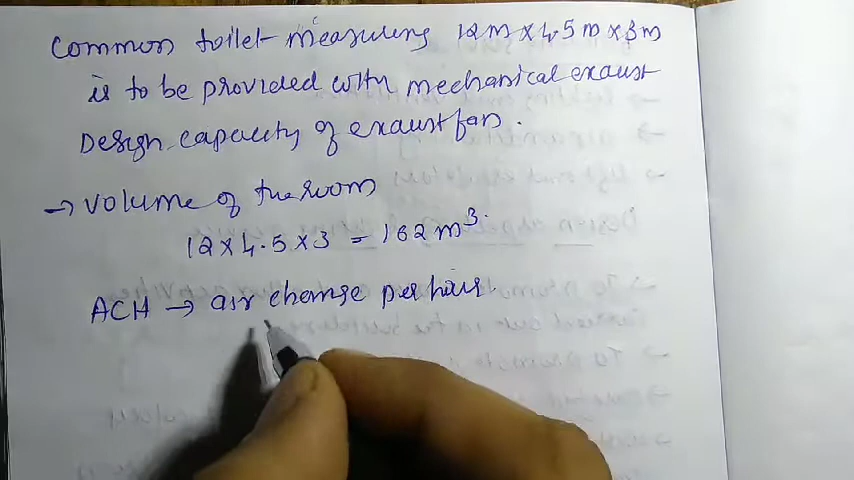 common toilet measuring 12m x 4.5m x 3m
is to be provided with mechanical exaust
Design capacity of exaust fan.
→ volume of the room
12 x 4.5 x 3 = 162 m³.
ACH → air change per hour.